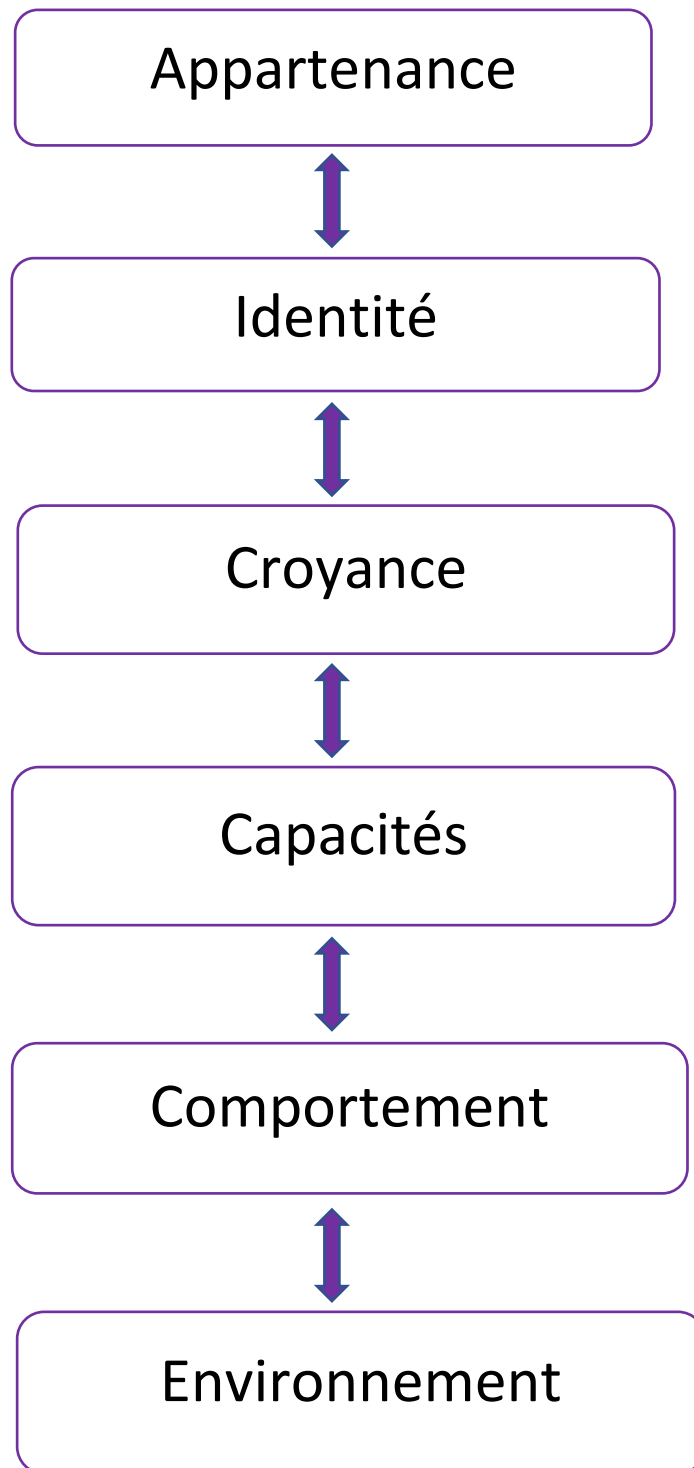 Appartenance
Identité
Croyance
Capacités
Comportement
Environnement